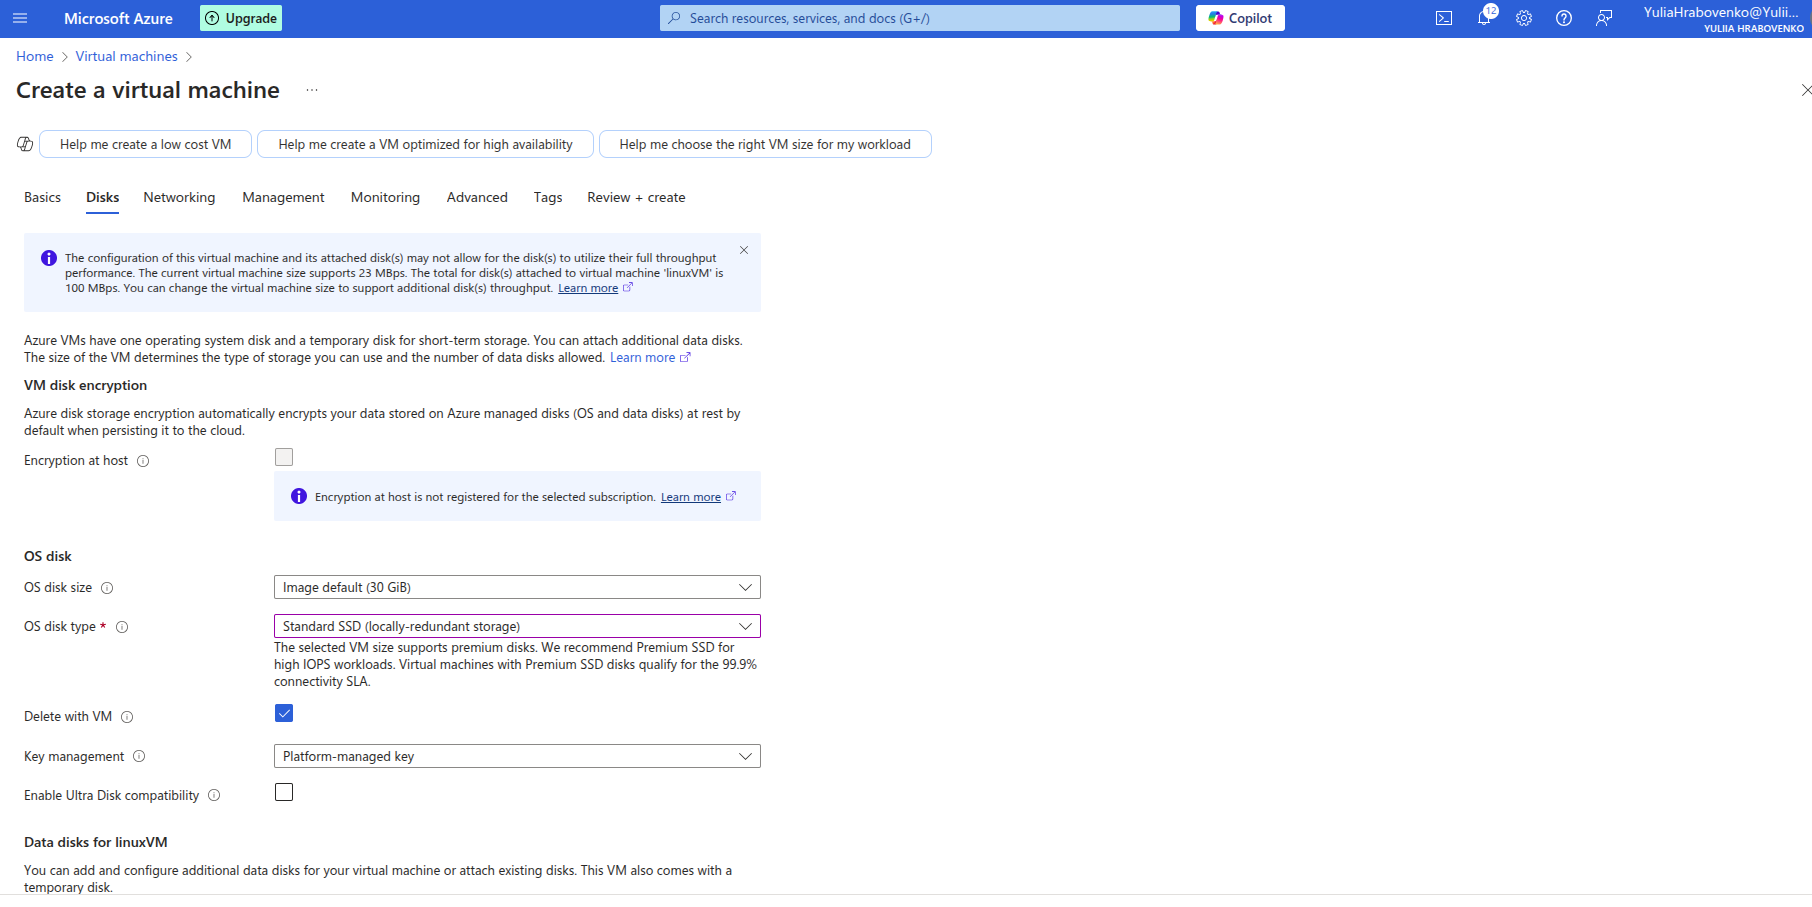 Microsoft Azure
Upgrade
Search resources, services, and docs (G+/)
Copilot
12
YuliaHrabovenko@Yulii...
YULIIA HRABOVENKO
Home > Virtual machines >
Create a virtual machine ...
Help me create a low cost VM
Help me create a VM optimized for high availability
Help me choose the right VM size for my workload
Basics Disks Networking Management Monitoring Advanced Tags Review + create
The configuration of this virtual machine and its attached disk(s) may not allow for the disk(s) to utilize their full throughput
performance. The current virtual machine size supports 23 MBps. The total for disk(s) attached to virtual machine 'linuxVM' is
100 MBps. You can change the virtual machine size to support additional disk(s) throughput. Learn more
Azure VMs have one operating system disk and a temporary disk for short-term storage. You can attach additional data disks.
The size of the VM determines the type of storage you can use and the number of data disks allowed. Learn more
VM disk encryption
Azure disk storage encryption automatically encrypts your data stored on Azure managed disks (OS and data disks) at rest by
default when persisting it to the cloud.
Encryption at host
Encryption at host is not registered for the selected subscription. Learn more
OS disk
OS disk size
Image default (30 GiB)
OS disk type *
Standard SSD (locally-redundant storage)
The selected VM size supports premium disks. We recommend Premium SSD for
high IOPS workloads. Virtual machines with Premium SSD disks qualify for the 99.9%
connectivity SLA.
Delete with VM
Key management
Platform-managed key
Enable Ultra Disk compatibility
Data disks for linuxVM
You can add and configure additional data disks for your virtual machine or attach existing disks. This VM also comes with a
temporary disk.